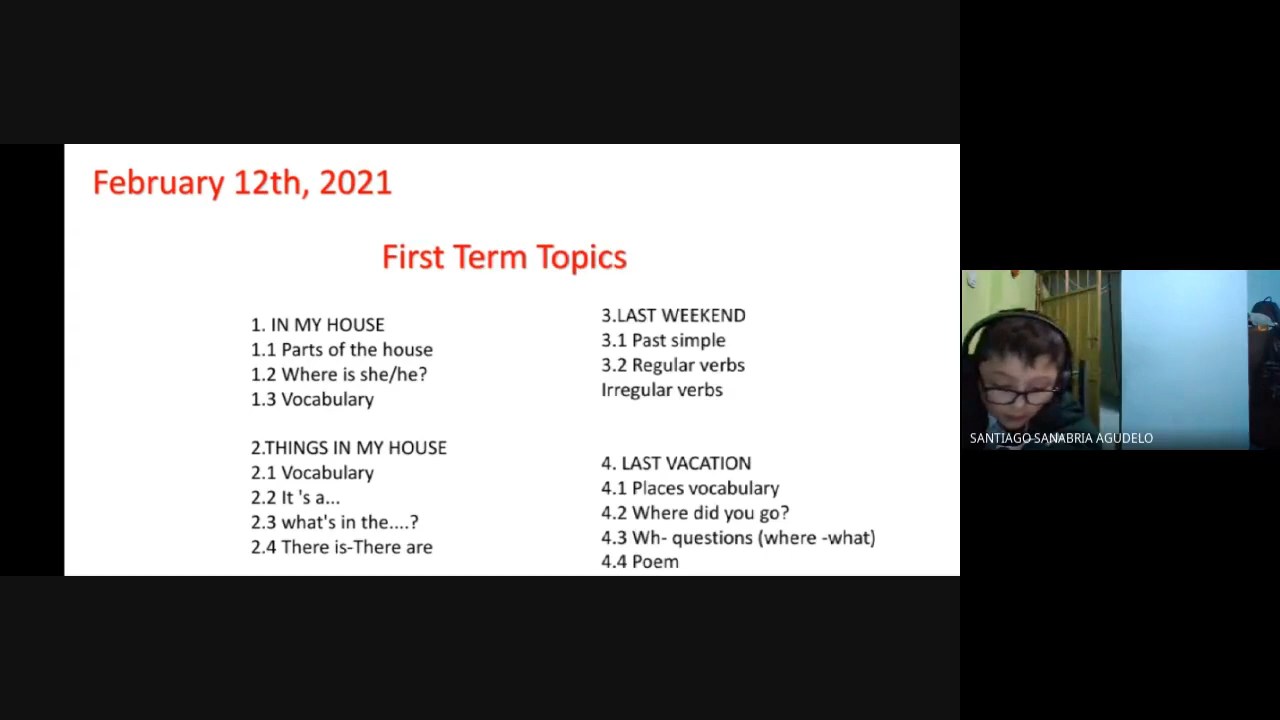 February 12th, 2021
First Term Topics
1. IN MY HOUSE
1.1 Parts of the house
1.2 Where is she/he?
1.3 Vocabulary
2.THINGS IN MY HOUSE
2.1 Vocabulary
2.2 It 's a...
2.3 what's in the....?
2.4 There is-There are
3.LAST WEEKEND
3.1 Past simple
3.2 Regular verbs
Irregular verbs
4. LAST VACATION
4.1 Places vocabulary
4.2 Where did you go?
4.3 Wh- questions (where -what)
4.4 Poem
SANTIAGO SANABRIA AGUDELO